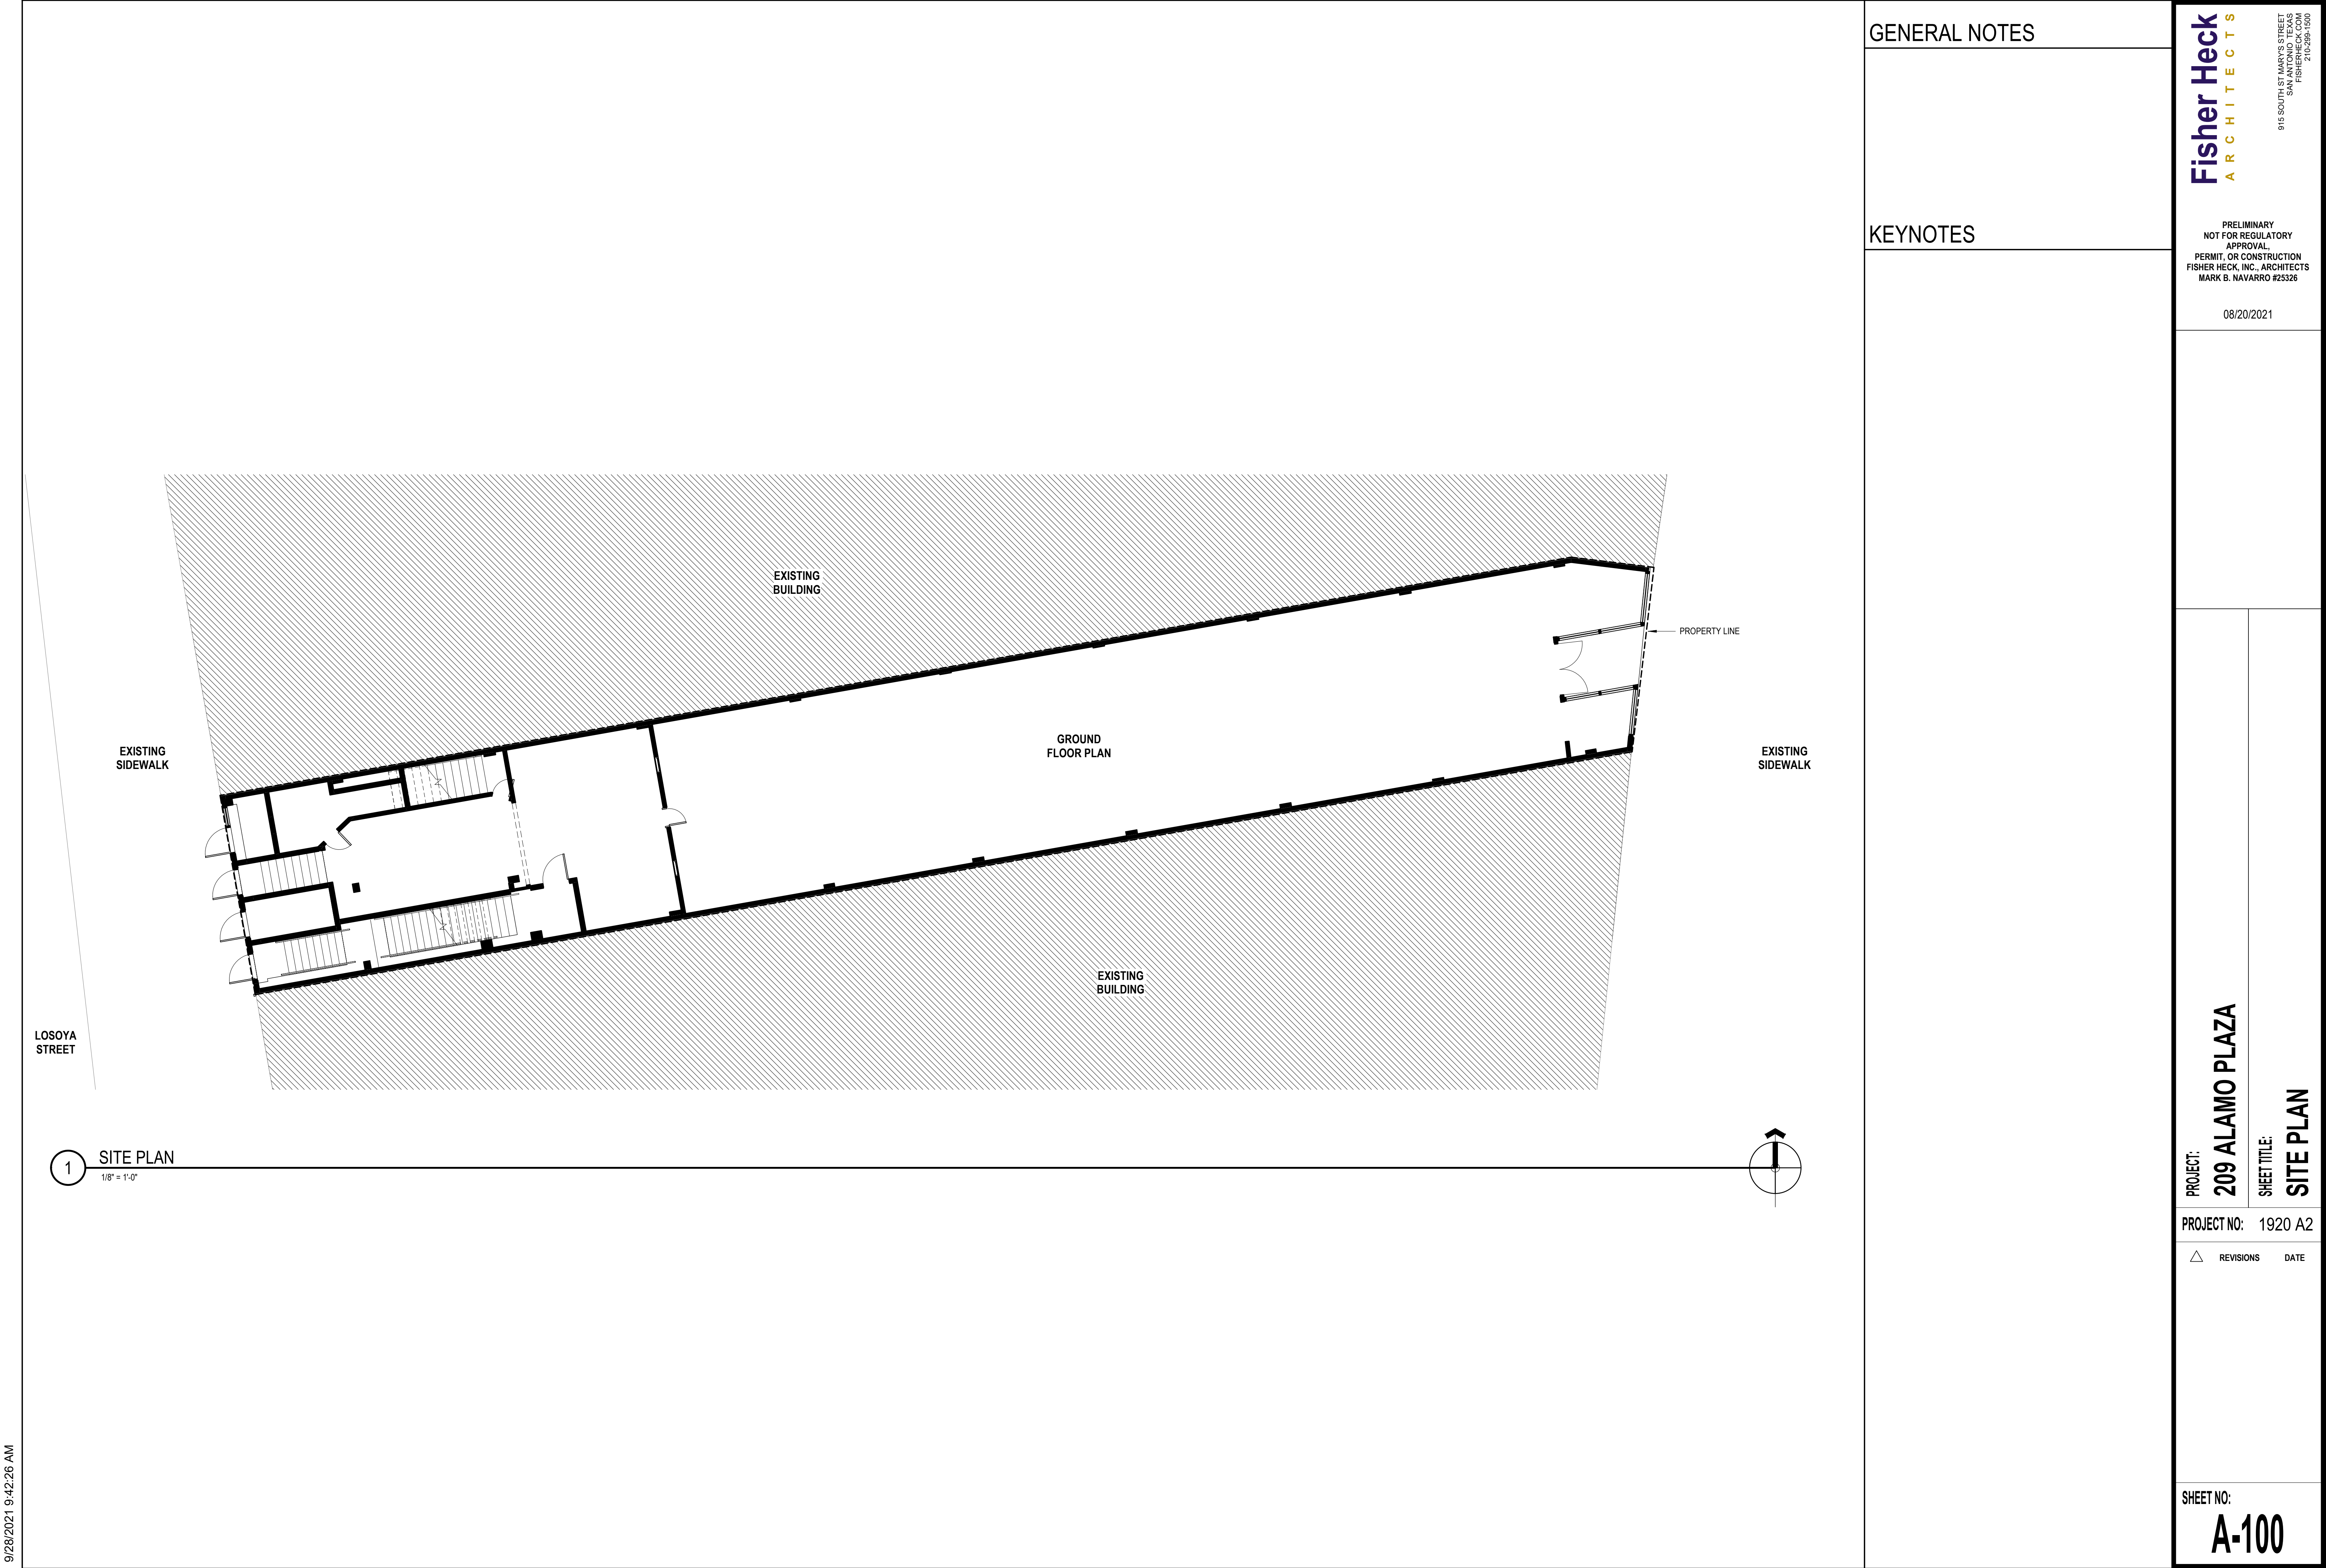 GENERAL NOTES
KEYNOTES
EXISTING
BUILDING
PROPERTY LINE
GROUND
FLOOR PLAN
EXISTING
SIDEWALK
EXISTING
SIDEWALK
EXISTING
BUILDING
LOSOYA
STREET
1
SITE PLAN
1/8" = 1'-0"
9/28/2021 9:42:26 AM
Fisher Heck
ARCHITECTS
915 SOUTH ST MARY'S STREET
SAN ANTONIO TEXAS
FISHERHECK.COM
210-299-1500
PRELIMINARY
NOT FOR REGULATORY
APPROVAL,
PERMIT, OR CONSTRUCTION
FISHER HECK, INC., ARCHITECTS
MARK B. NAVARRO #25326
08/20/2021
PROJECT:
209 ALAMO PLAZA
SHEET TITLE:
SITE PLAN
PROJECT NO: 1920 A2
REVISIONS DATE
SHEET NO:
A-100